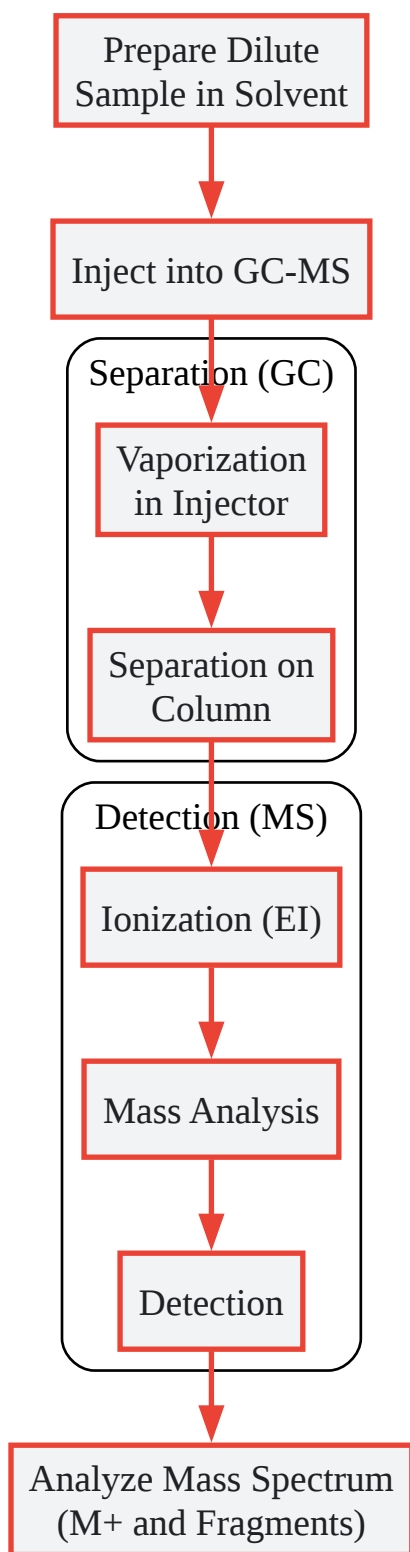 Prepare Dilute
Sample in Solvent
Inject into GC-MS
Separation (GC)
Vaporization
in Injector
Separation on
Column
Detection (MS)
Ionization (EI)
Mass Analysis
Detection
Analyze Mass Spectrum
(M+ and Fragments)